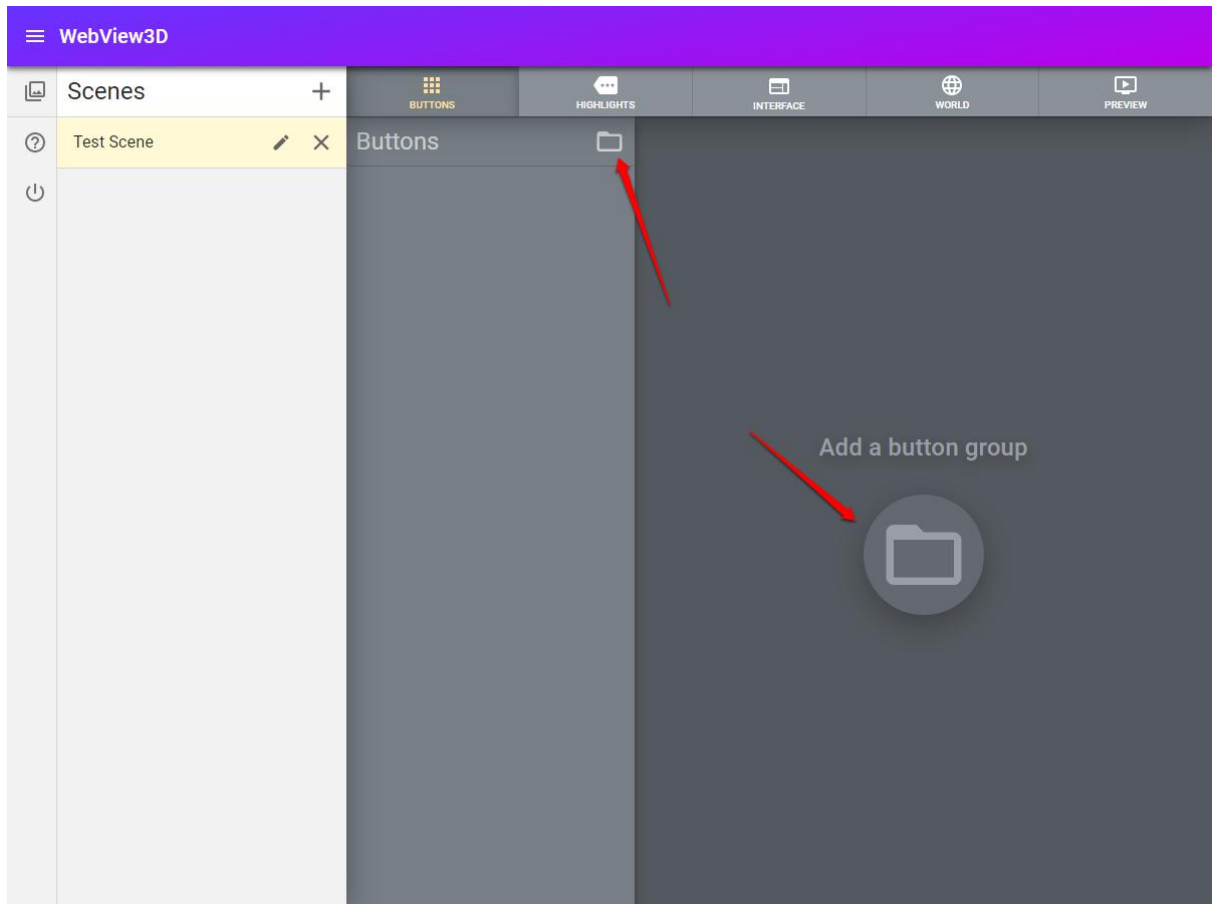 WebView3D
Scenes
BUTTONS
HIGHLIGHTS
INTERFACE
WORLD
PREVIEW
Test Scene
Buttons
Add a button group